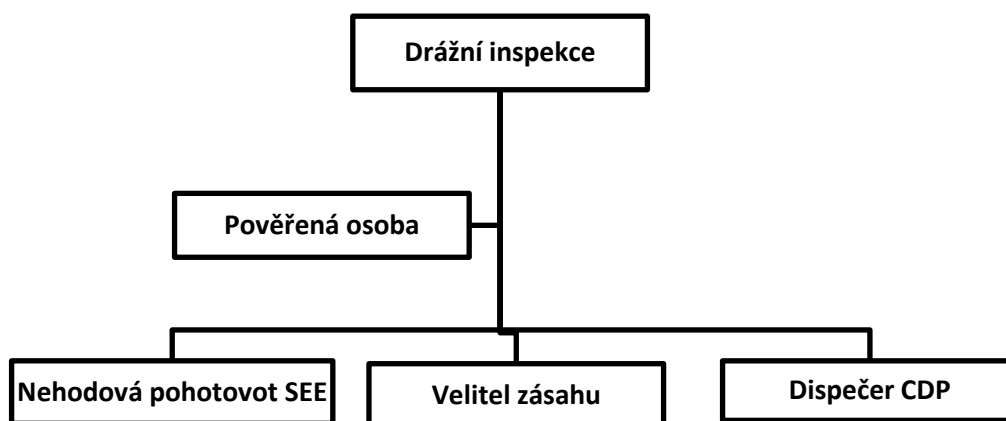 Drážní inspekce
Pověřená osoba
Nehodová pohotovot SEE
Velitel zásahu
Dispečer CDP